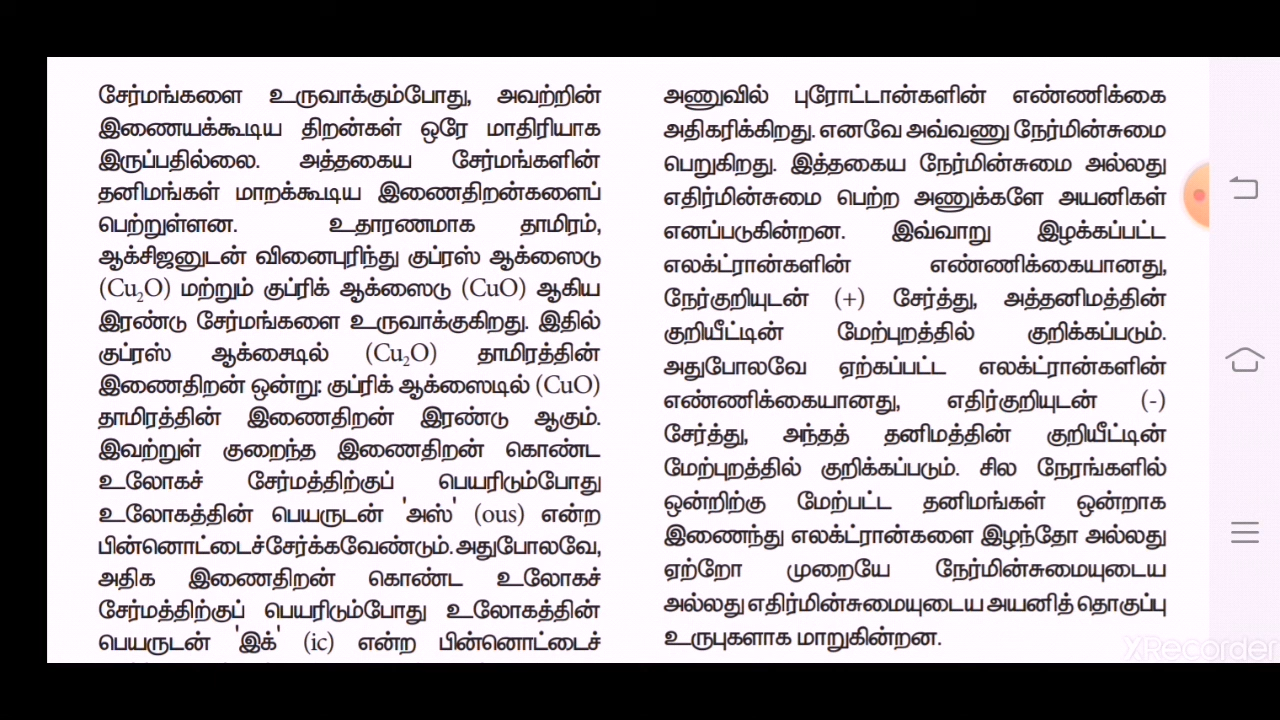 சேர்மங்களை உருவாக்கும்போது, அவற்றின்
இணையக்கூடிய திறன்கள் ஒரே மாதிரியாக
இருப்பதில்லை. அத்தகைய சேர்மங்களின்
தனிமங்கள் மாறக்கூடிய இணைதிறன்களைப்
பெற்றுள்ளன. உதாரணமாக தாமிரம்,
ஆக்சிஜனுடன் வினைபுரிந்து குப்ரஸ் ஆக்ஸைடு
(Cu₂O) மற்றும் குப்ரிக் ஆக்ஸைடு (CuO) ஆகிய
இரண்டு சேர்மங்களை உருவாக்குகிறது. இதில்
குப்ரஸ் ஆக்சைடில் (Cu₂O) தாமிரத்தின்
இணைதிறன் ஒன்று: குப்ரிக் ஆக்ஸைடில் (CuO)
தாமிரத்தின் இணைதிறன் இரண்டு ஆகும்.
இவற்றுள் குறைந்த இணைதிறன் கொண்ட
உலோகச் சேர்மத்திற்குப் பெயரிடும்போது
உலோகத்தின் பெயருடன் 'அஸ்' (ous) என்ற
பின்னொட்டைச்சேர்க்கவேண்டும். அதுபோலவே,
அதிக இணைதிறன் கொண்ட உலோகச்
சேர்மத்திற்குப் பெயரிடும்போது உலோகத்தின்
பெயருடன் 'இக்' (ic) என்ற பின்னொட்டைச்
அணுவில் புரோட்டான்களின் எண்ணிக்கை
அதிகரிக்கிறது. எனவே அவ்வணு நேர்மின்சுமை
பெறுகிறது. இத்தகைய நேர்மின்சுமை அல்லது
எதிர்மின்சுமை பெற்ற அணுக்களே அயனிகள்
எனப்படுகின்றன. இவ்வாறு இழக்கப்பட்ட
எலக்ட்ரான்களின் எண்ணிக்கையானது,
நேர்குறியுடன் (+) சேர்த்து, அத்தனிமத்தின்
குறியீட்டின் மேற்புறத்தில் குறிக்கப்படும்.
அதுபோலவே ஏற்கப்பட்ட எலக்ட்ரான்களின்
எண்ணிக்கையானது, எதிர்குறியுடன் (-)
சேர்த்து, அந்தத் தனிமத்தின் குறியீட்டின்
மேற்புறத்தில் குறிக்கப்படும். சில நேரங்களில்
ஒன்றிற்கு மேற்பட்ட தனிமங்கள் ஒன்றாக
இணைந்து எலக்ட்ரான்களை இழந்தோ அல்லது
ஏற்றோ முறையே நேர்மின்சுமையுடைய
அல்லது எதிர்மின்சுமையுடைய அயனித் தொகுப்பு
உருபுகளாக மாறுகின்றன.
XRecorder